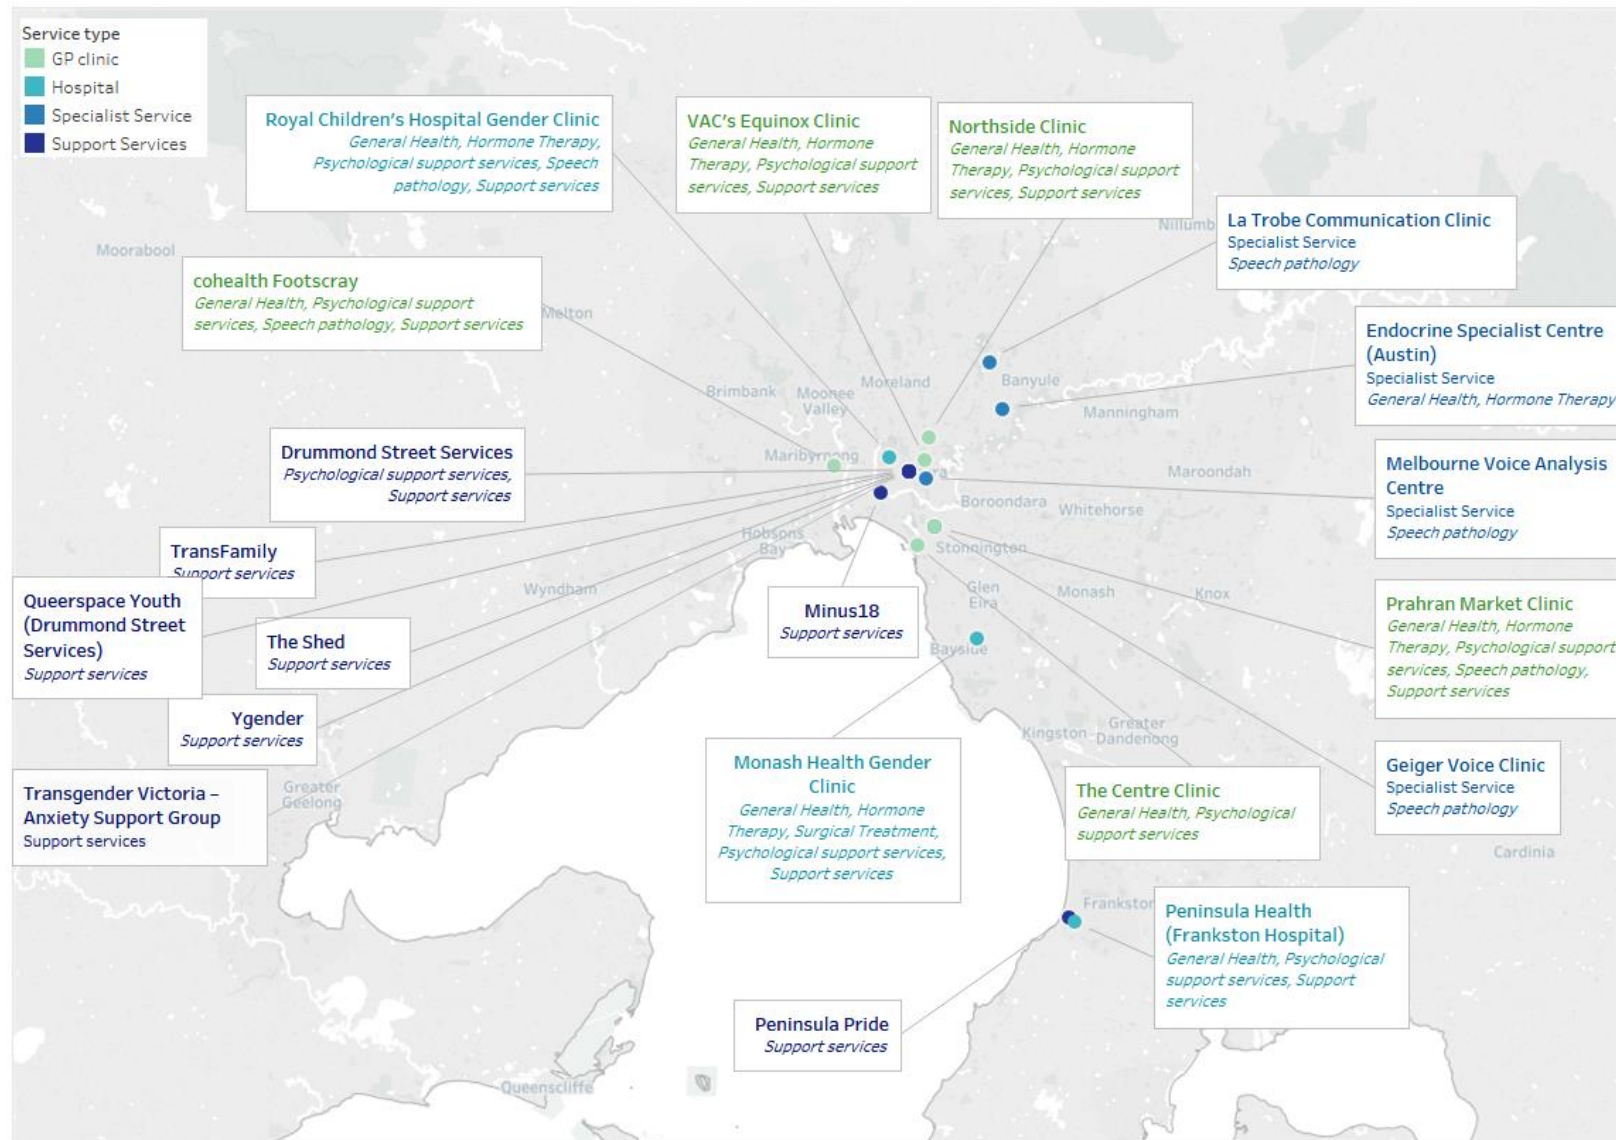 Service type
GP clinic
Hospital
Specialist Service
Support Services
Royal Children's Hospital Gender Clinic
General Health, Hormone Therapy,
Psychological support services, Speech
pathology, Support services
VAC's Equinox Clinic
General Health, Hormone
Therapy, Psychological support
services, Support services
Northside Clinic
General Health, Hormone
Therapy, Psychological support
services, Support services
La Trobe Communication Clinic
Specialist Service
Speech pathology
Nillumb
Moorabool
cohealth Footscray
General Health, Psychological support
services, Speech pathology, Support services
Melton
Endocrine Specialist Centre
(Austin)
Specialist Service
General Health, Hormone Therapy
Brimbank
Moonee
Valley
Moreland
Banyule
Manningham
Drummond Street Services
Psychological support services,
Support services
Maribyrnong
ra
Maroondah
Boroondara
Whitehorse
Melbourne Voice Analysis
Centre
Specialist Service
Speech pathology
Hobsons
Bay
Stonnington
TransFamily
Support services
Wyndham
Glen
Eira
Monash
Knox
Queerspace Youth
(Drummond Street
Services)
Support services
The Shed
Support services
Minus18
Support services
Bayside
Prahran Market Clinic
General Health, Hormone
Therapy, Psychological support
services, Speech pathology,
Support services
Ygender
Support services
Kingston
Greater
Dandenong
Monash Health Gender
Clinic
General Health, Hormone
Therapy, Surgical Treatment,
Psychological support services,
Support services
Transgender Victoria –
Anxiety Support Group
Support services
Greater
Geelong
The Centre Clinic
General Health, Psychological
support services
Geiger Voice Clinic
Specialist Service
Speech pathology
Cardinia
Frankston
Peninsula Health
(Frankston Hospital)
General Health, Psychological
support services, Support
services
Peninsula Pride
Support services
Queenscliffe